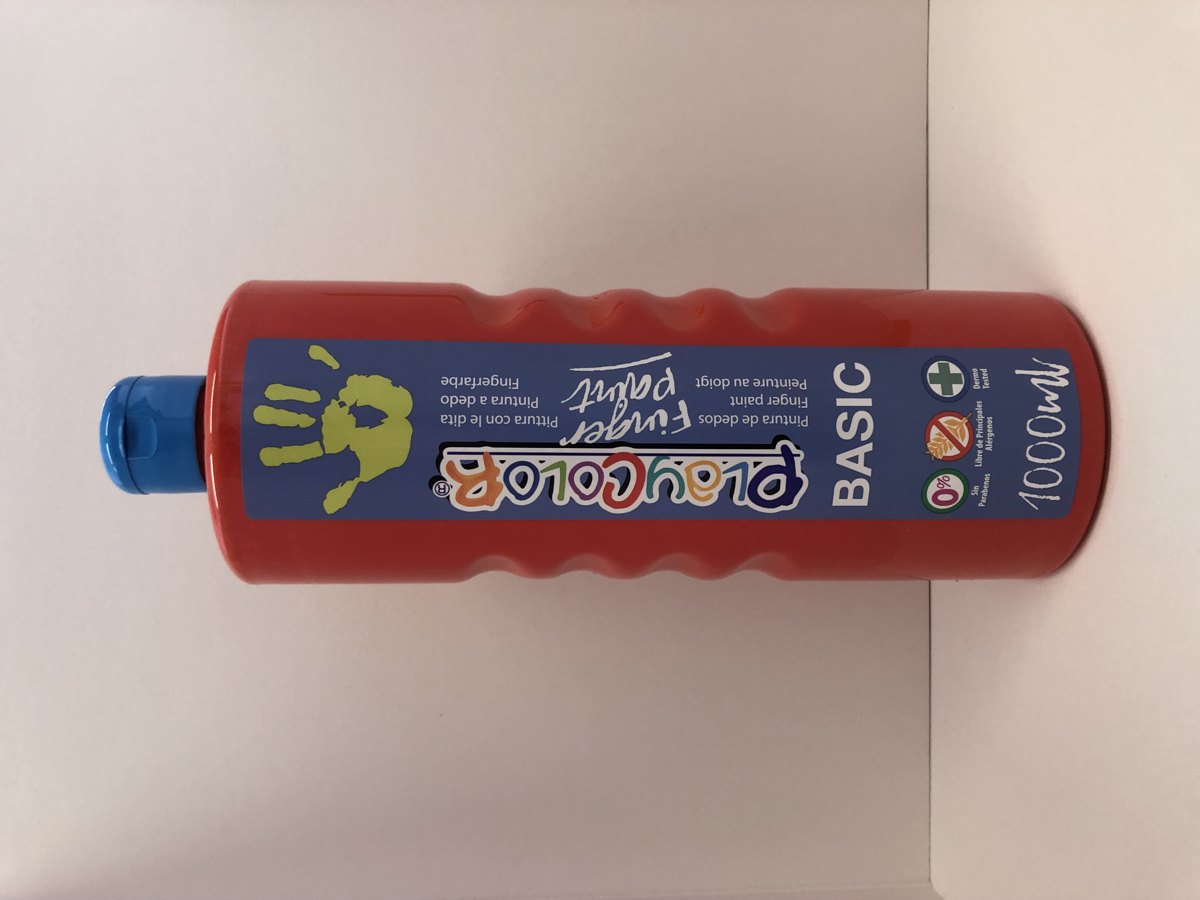 PLAYCOLOR®
Finger
paint
Pintura de dedos
Finger paint
Peinture au doigt
Pittura con le dita
Pintura a dedo
Fingerfarbe
BASIC
0%
Sin
Parabenos
Libre de Principales
Alérgenos
Dermo
Tested
1000ml